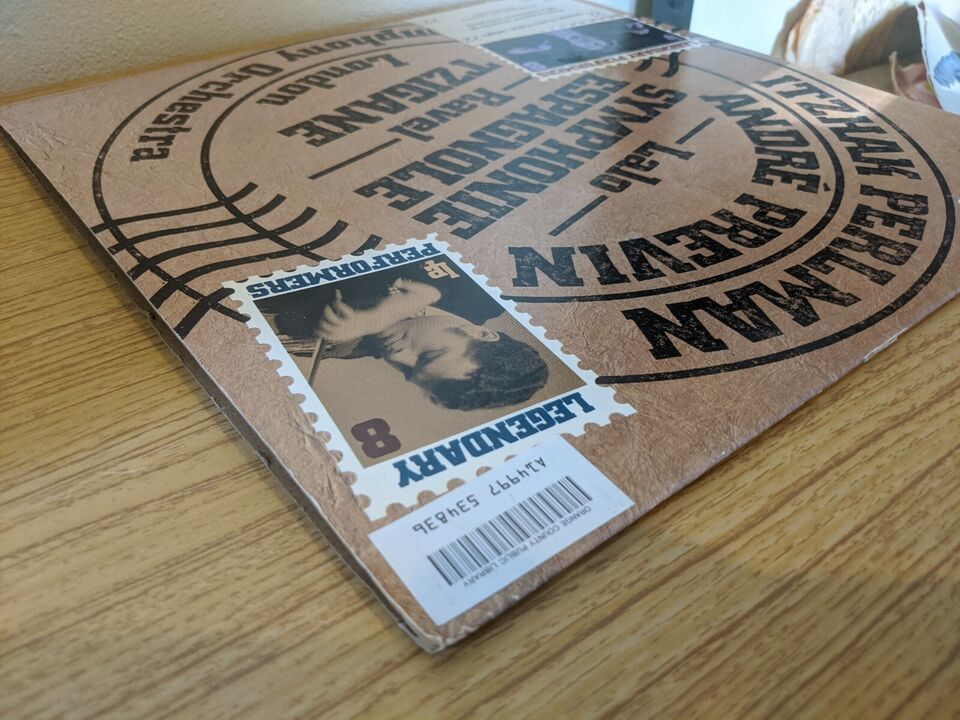 ITZHAK PERLMAN
ANDRÉ PREVIN
Lalo
SYMPHONIE
ESPAGNOLE
Ravel
TZIGANE
London
mphony Orchestra
LEGENDARY
8
LP
PERFORMERS
ORANGE COUNTY PUBLIC LIBRARY
A14997 534836